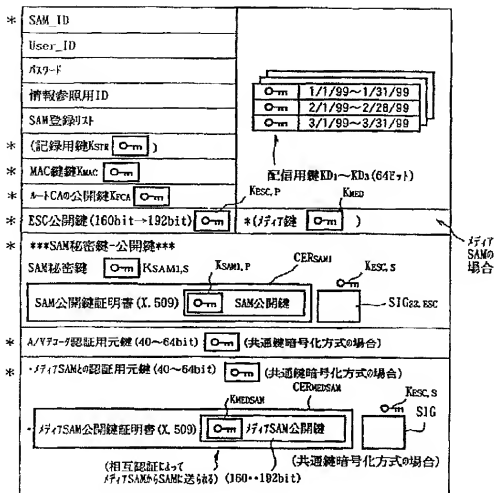 * SAM_ID
User_ID
パスワード
情報参照用ID
SAM登録リスト
* (記録用鍵KSTR )
* MAC鍵鍵KMAC
* ルートCAの公開鍵KPCA
1/1/99～1/31/99
2/1/99～2/28/99
3/1/99～3/31/99
配信用鍵KD1～KD3(64ビット)
KESC,P
KMED
* ESC公開鍵(160bit→192bit)
*(メディア鍵 )
メディア
SAMの
場合
* ***SAM秘密鍵-公開鍵***
SAM秘密鍵 KSAM1,S
KSAM1,P
CERSAM1
KESC,S
SAM公開鍵証明書(X.509) SAM公開鍵
SIG22,ESC
* A/Vデコーダ認証用元鍵(40～64bit) (共通鍵暗号化方式の場合)
* ・メディアSAMとの認証用元鍵(40～64bit) (共通鍵暗号化方式の場合)
KMEDSAM
CERMEDSAM
KESC,S
SIG
・メディアSAM公開鍵証明書(X.509) メディアSAM公開鍵
(共通鍵暗号化方式の場合)
(相互認証によって
メディアSAMからSAMに送られる) (160‥192bit)